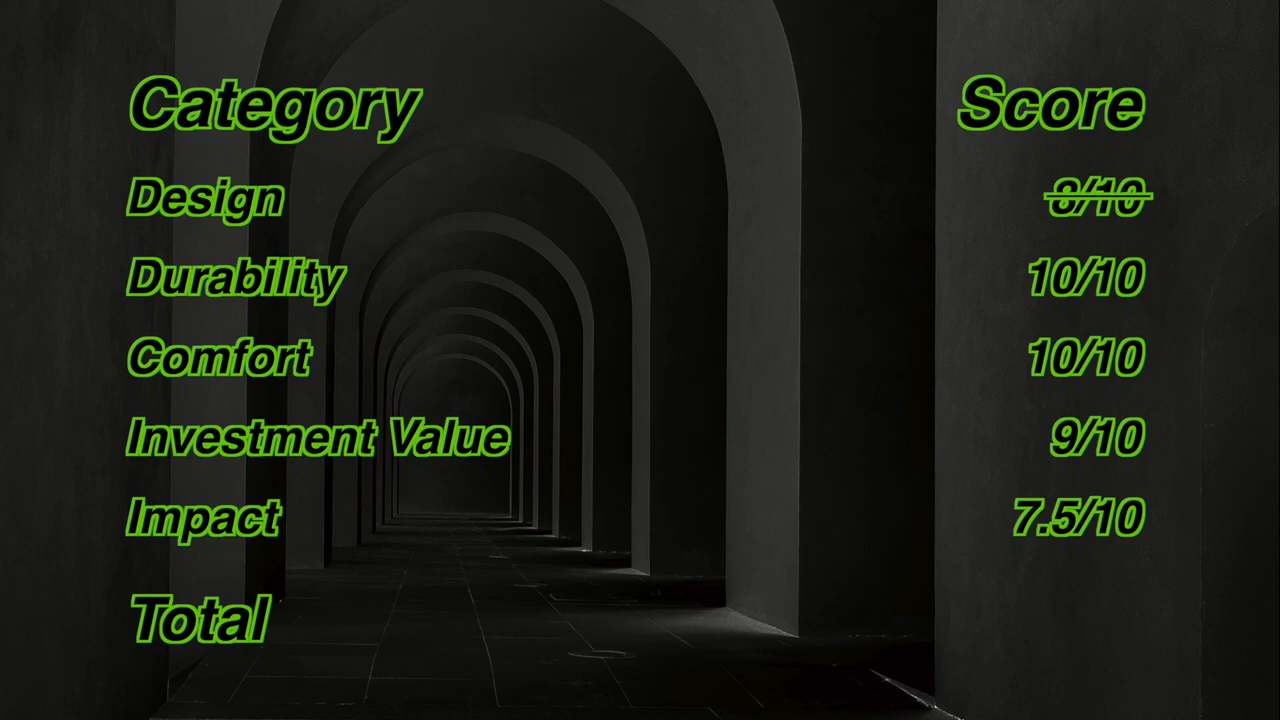 Category Score
Design 8/10
Durability 10/10
Comfort 10/10
Investment Value 9/10
Impact 7.5/10
Total